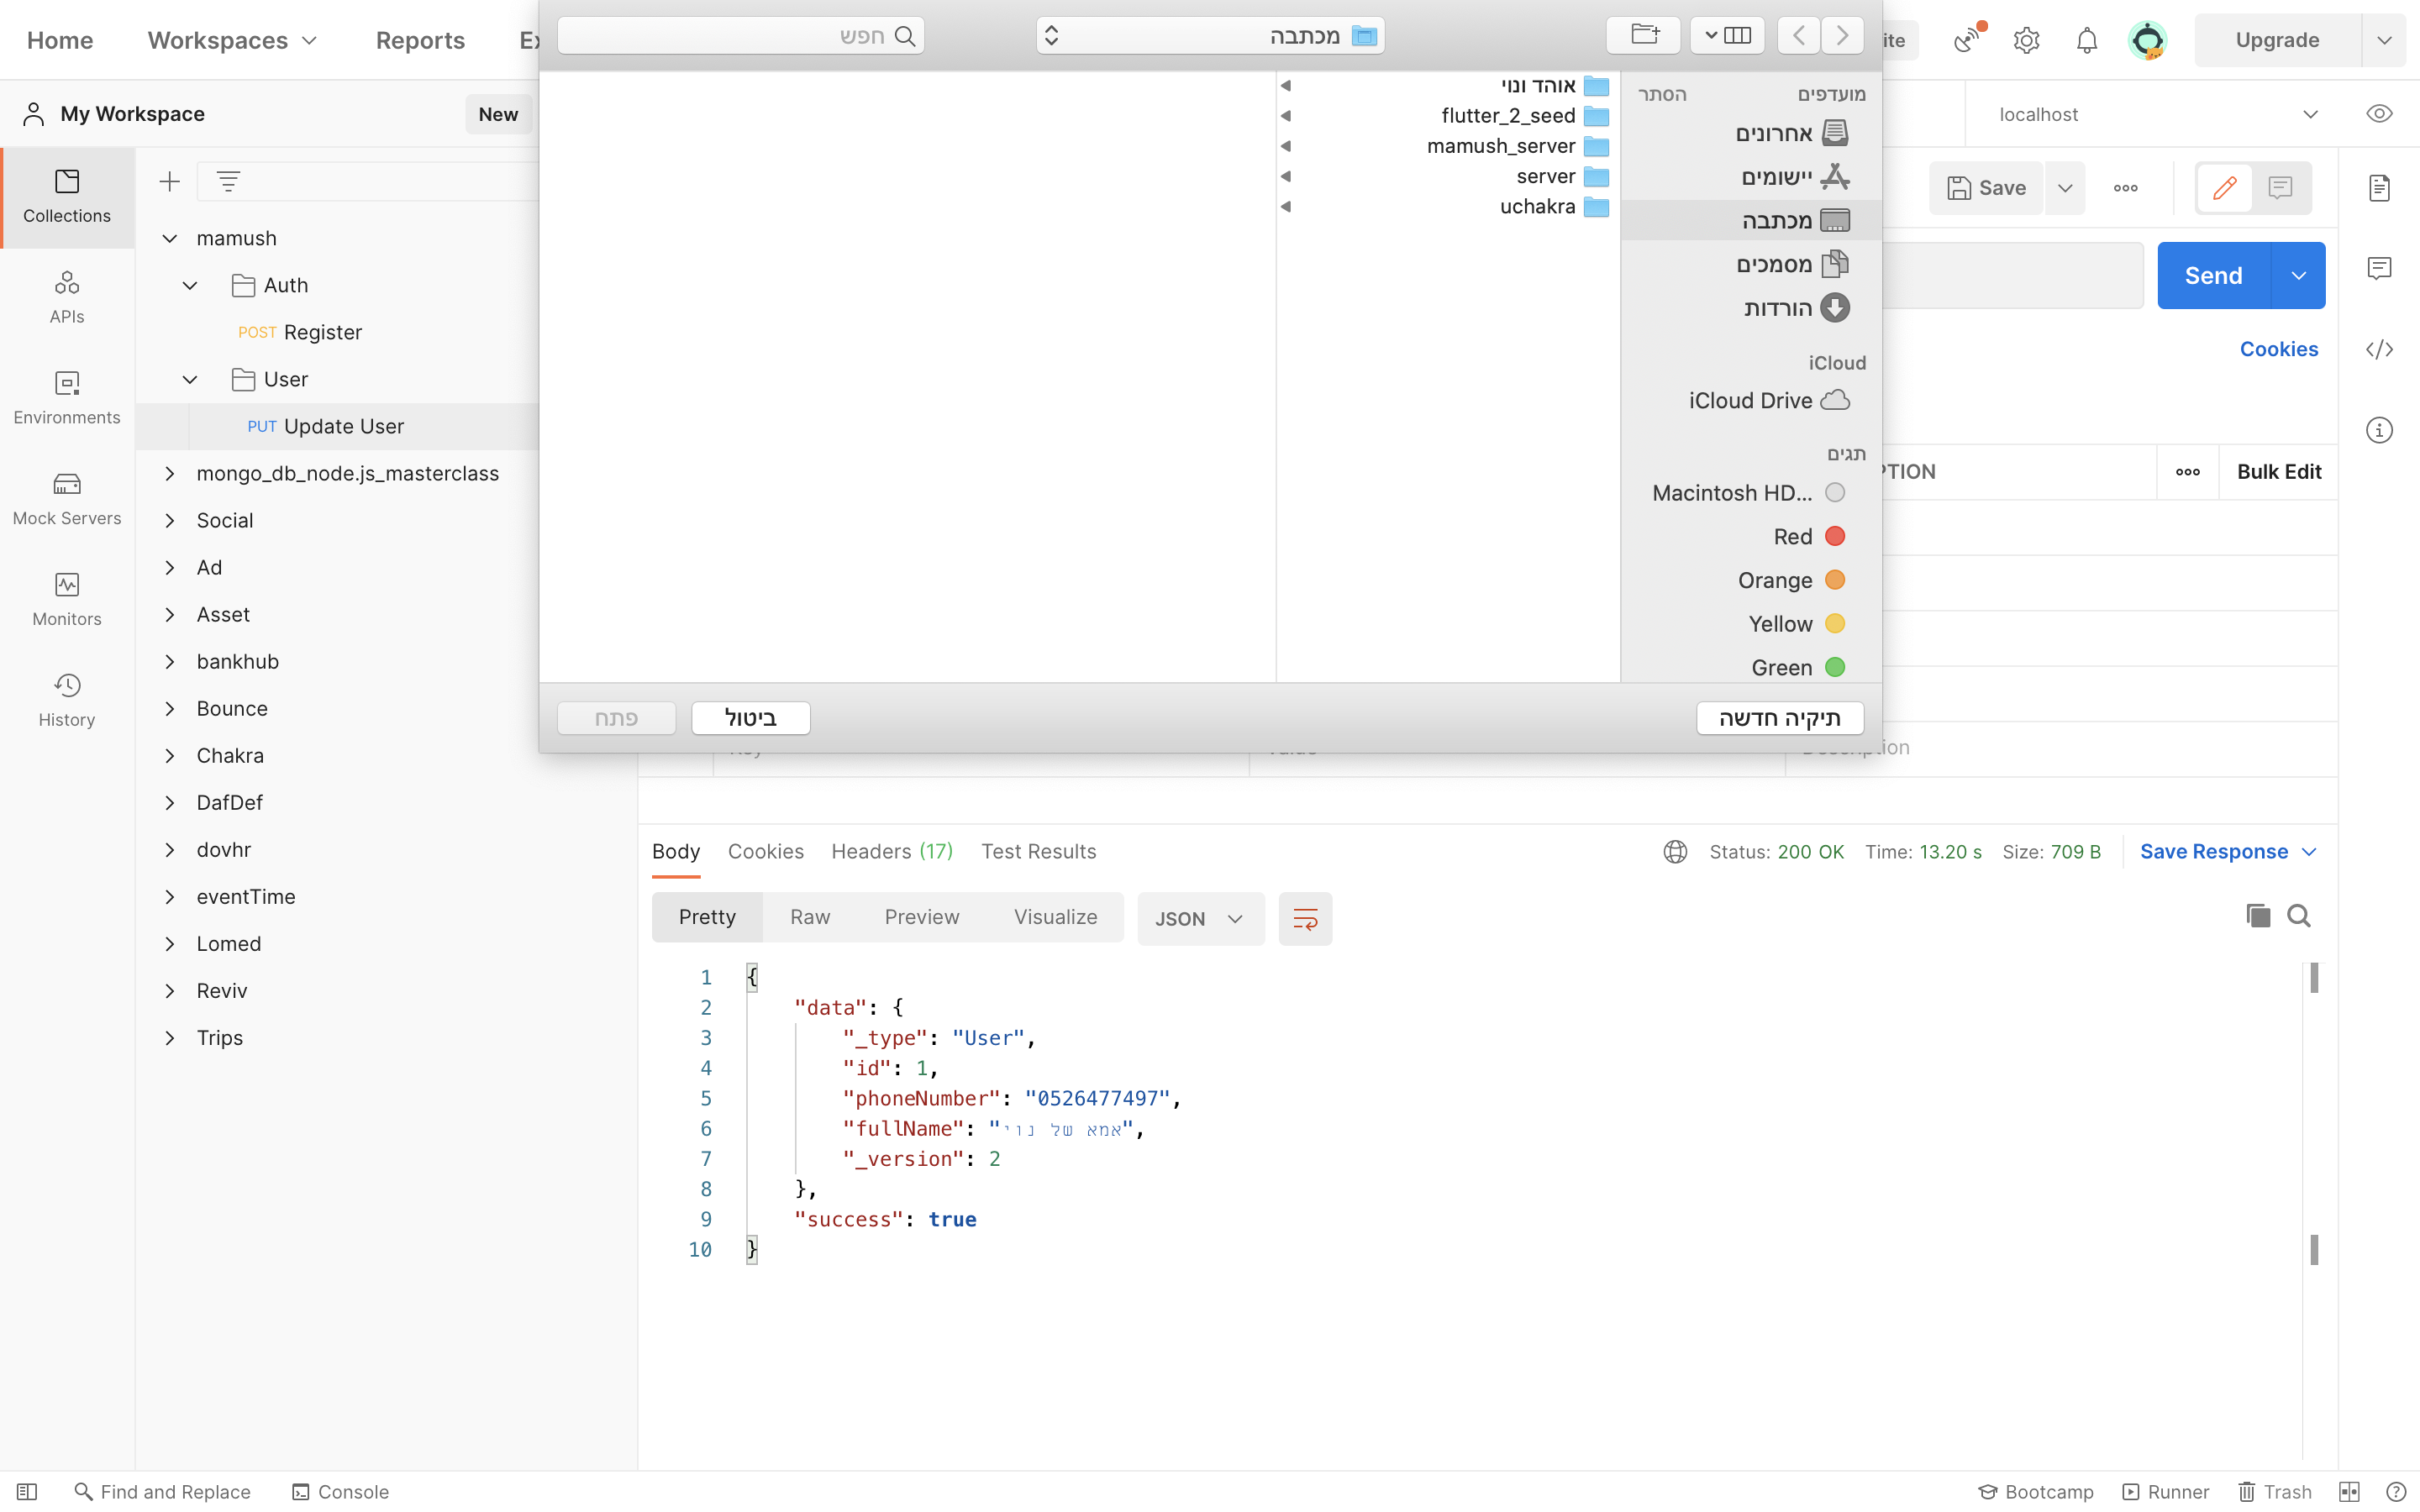 Home
Workspaces
Reports
Upgrade
My Workspace
New
Collections
APIs
Environments
Mock Servers
Monitors
History
mamush
Auth
POST Register
User
PUT Update User
mongo_db_node.js_masterclass
Social
Ad
Asset
bankhub
Bounce
Chakra
DafDef
dovhr
eventTime
Lomed
Reviv
Trips
חפש
מכתבה
אוהד ונוי
flutter_2_seed
mamush_server
server
uchakra
מועדפים
הסתר
אחרונים
יישומים
מכתבה
מסמכים
הורדות
iCloud
iCloud Drive
תגים
Macintosh HD...
Red
Orange
Yellow
Green
תיקיה חדשה
ביטול
פתח
localhost
Save
Send
Cookies
Bulk Edit
Body
Cookies
Headers (17)
Test Results
Status: 200 OK
Time: 13.20 s
Size: 709 B
Save Response
Pretty
Raw
Preview
Visualize
JSON
1 {
2 "data": {
3 "_type": "User",
4 "id": 1,
5 "phoneNumber": "0526477497",
6 "fullName": "אמא של נוי",
7 "_version": 2
8 },
9 "success": true
10 }
Find and Replace
Console
Bootcamp
Runner
Trash